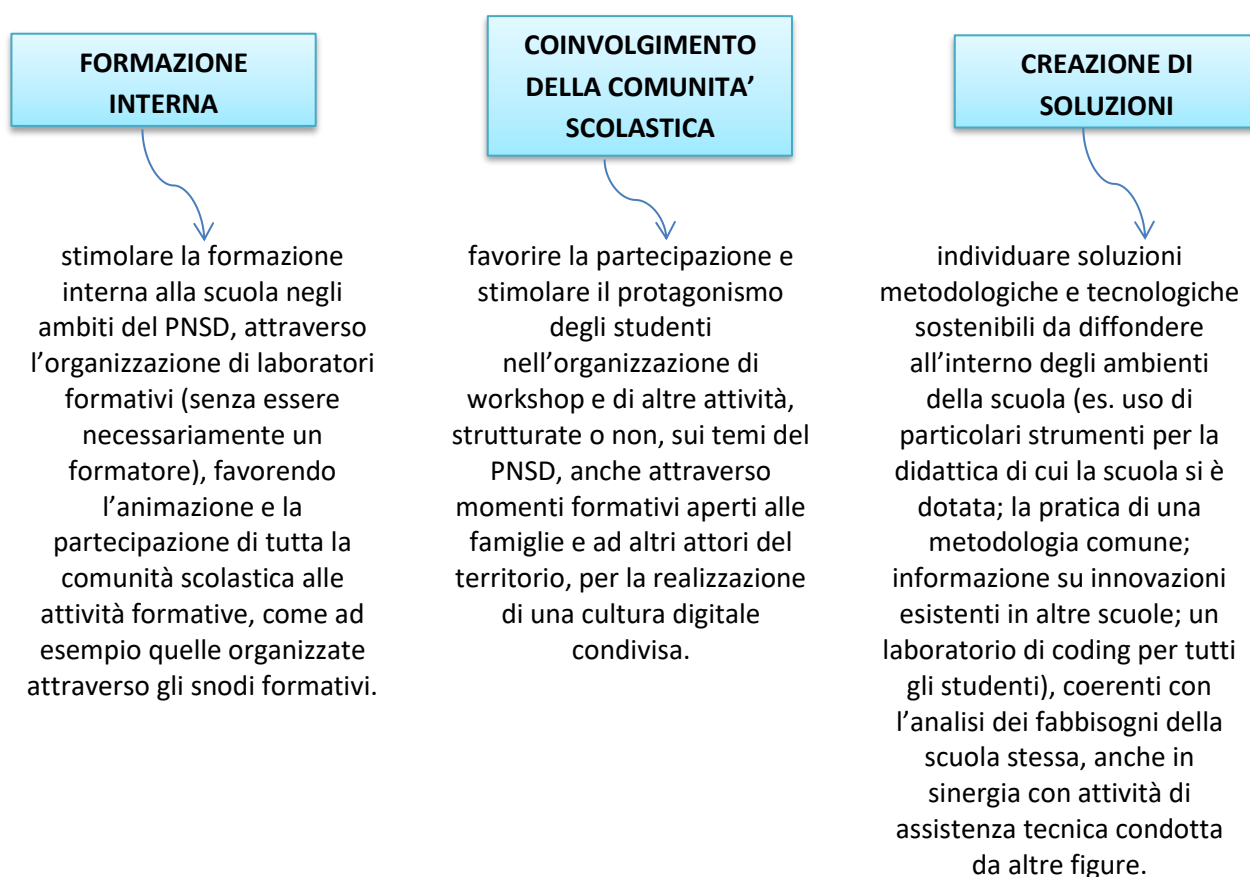 FORMAZIONE
INTERNA
stimolare la formazione
interna alla scuola negli
ambiti del PNSD, attraverso
l’organizzazione di laboratori
formativi (senza essere
necessariamente un
formatore), favorendo
l’animazione e la
partecipazione di tutta la
comunità scolastica alle
attività formative, come ad
esempio quelle organizzate
attraverso gli snodi formativi.
COINVOLGIMENTO
DELLA COMUNITA’
SCOLASTICA
favorire la partecipazione e
stimolare il protagonismo
degli studenti
nell’organizzazione di
workshop e di altre attività,
strutturate o non, sui temi del
PNSD, anche attraverso
momenti formativi aperti alle
famiglie e ad altri attori del
territorio, per la realizzazione
di una cultura digitale
condivisa.
CREAZIONE DI
SOLUZIONI
individuare soluzioni
metodologiche e tecnologiche
sostenibili da diffondere
all’interno degli ambienti
della scuola (es. uso di
particolari strumenti per la
didattica di cui la scuola si è
dotata; la pratica di una
metodologia comune;
informazione su innovazioni
esistenti in altre scuole; un
laboratorio di coding per tutti
gli studenti), coerenti con
l’analisi dei fabbisogni della
scuola stessa, anche in
sinergia con attività di
assistenza tecnica condotta
da altre figure.